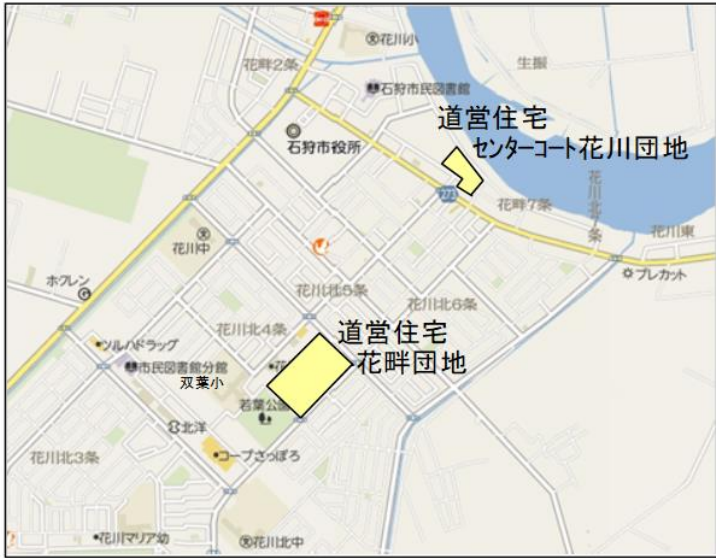 花川小
花畔2条
生振
石狩市民図書館
道営住宅
センターコート花川団地
石狩市役所
273
花畔7条
花川北7条
花川東
花川中
プレカット
ホクレン
花川北5条
花川北6条
花川北4条
道営住宅
花畔団地
ツルハドラッグ
市民図書館分館
双葉小
若葉公園
北洋
コープさっぽろ
花川北3条
花川マリア幼
花川北中